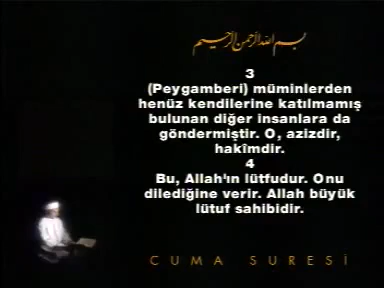 بسم الله الرحمن الرحيم
3
(Peygamberi) müminlerden
henüz kendilerine katılmamış
bulunan diğer insanlara da
göndermiştir. O, azizdir,
hakîmdir.
4
Bu, Allah'ın lütfudur. Onu
dilediğine verir. Allah büyük
lütuf sahibidir.
CUMA SURESİ